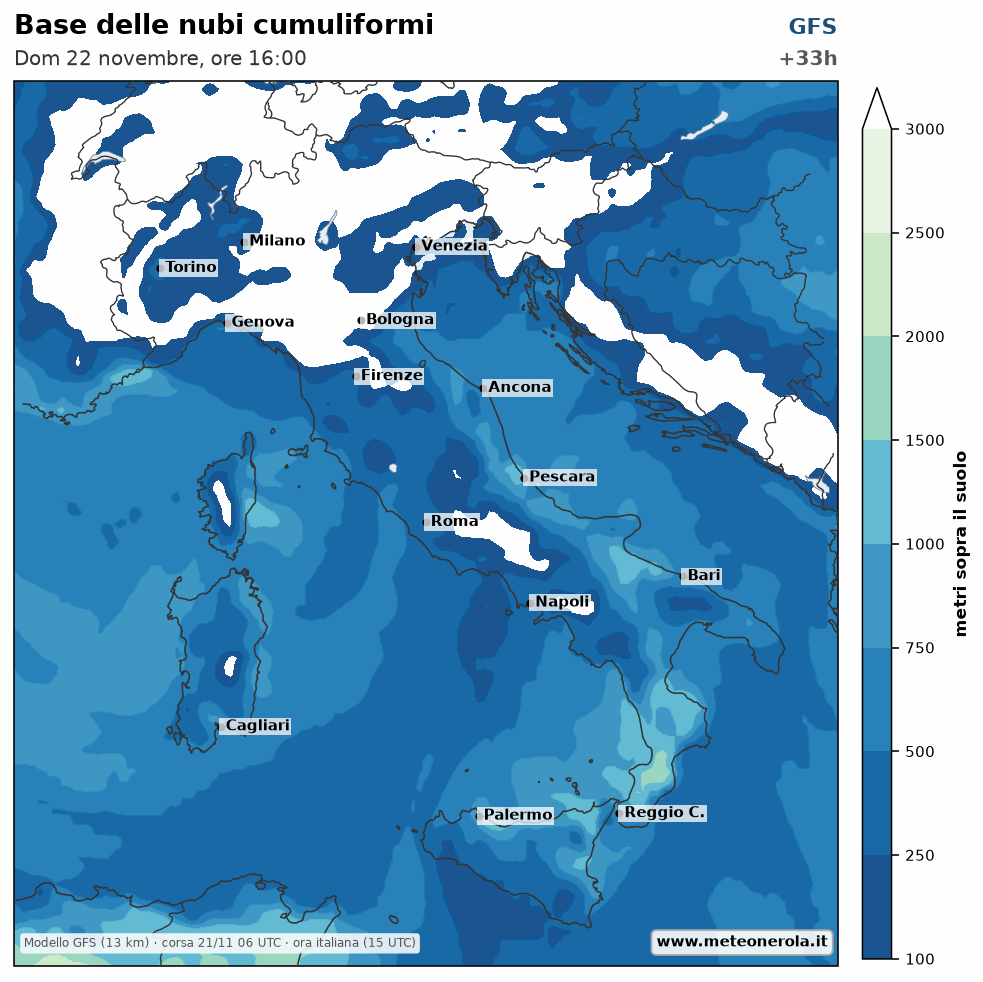 Base delle nubi cumuliformi
GFS
Dom 22 novembre, ore 16:00
+33h
3000
2500
2000
1500
1000
750
500
250
100
metri sopra il suolo
Milano
Venezia
Torino
Genova
Bologna
Firenze
Ancona
Pescara
Roma
Bari
Napoli
Cagliari
Palermo
Reggio C.
Modello GFS (13 km) · corsa 21/11 06 UTC · ora italiana (15 UTC)
www.meteonerola.it